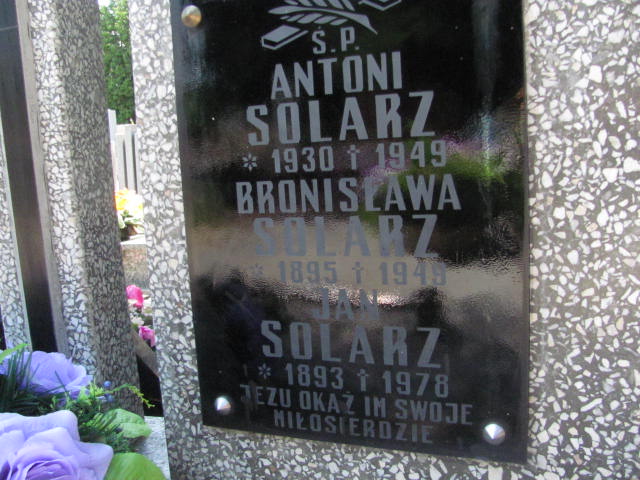 Ś.P.
ANTONI
SOLARZ
* 1930 † 1949
BRONISŁAWA
SOLARZ
* 1895 † 1949
JAN
SOLARZ
* 1893 † 1978
JEZU OKAŻ IM SWOJE
MIŁOSIERDZIE